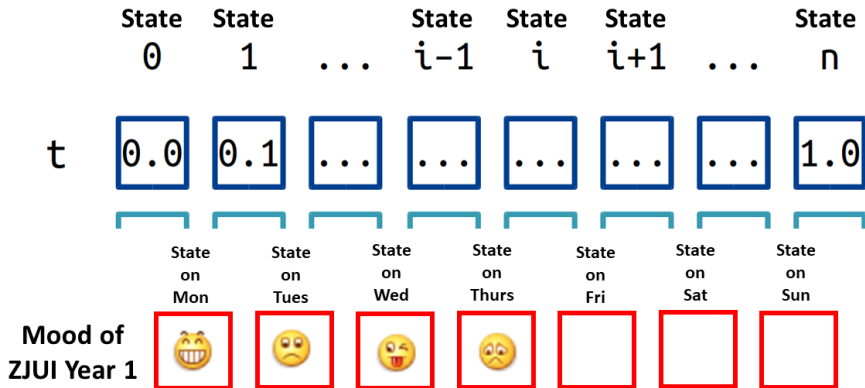 State State State State State State
0 1 ... i-1 i i+1 ... n
t 0.0 0.1 ... ... ... ... ... 1.0
State State State State State State State
on on on on on on on
Mon Tues Wed Thurs Fri Sat Sun
Mood of
ZJUI Year 1